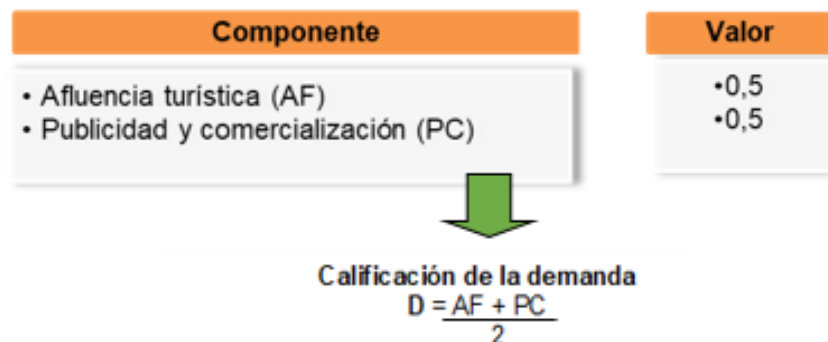 Componente
Valor
• Afluencia turística (AF)
• Publicidad y comercialización (PC)
•0,5
•0,5
Calificación de la demanda
D = AF + PC
2